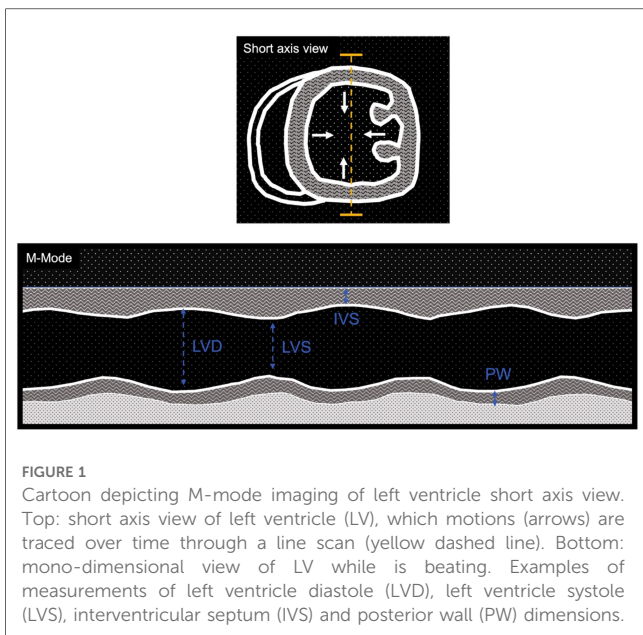 Short axis view
M-Mode
IVS
LVD
LVS
PW
FIGURE 1
Cartoon depicting M-mode imaging of left ventricle short axis view.
Top: short axis view of left ventricle (LV), which motions (arrows) are
traced over time through a line scan (yellow dashed line). Bottom:
mono-dimensional view of LV while is beating. Examples of
measurements of left ventricle diastole (LVD), left ventricle systole
(LVS), interventricular septum (IVS) and posterior wall (PW) dimensions.